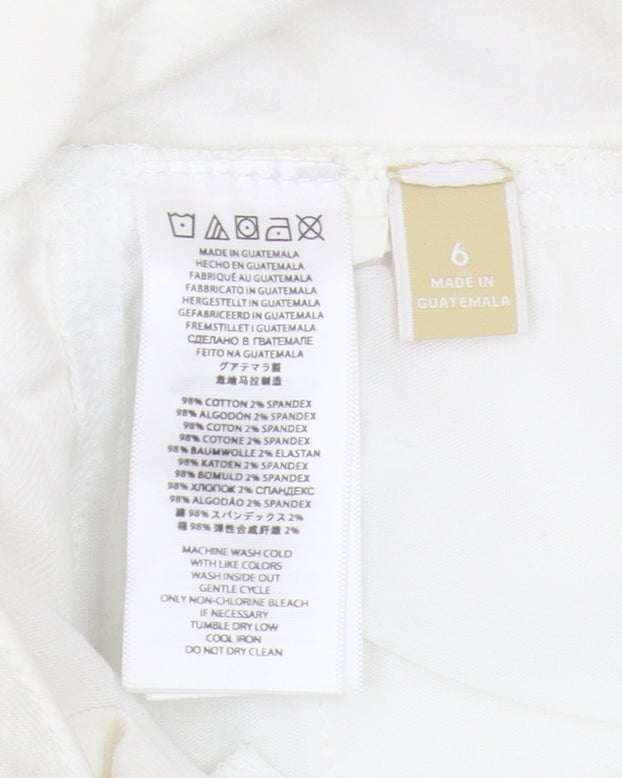 MADE IN GUATEMALA
HECHO EN GUATEMALA
FABRIQUÉ AU GUATEMALA
FABBRICATO IN GUATEMALA
HERGESTELLT IN GUATEMALA
GEFABRICEERD IN GUATEMALA
FREMSTILLET I GUATEMALA
СДЕЛАНО В ГВАТЕМАЛЕ
FEITO NA GUATEMALA
グアテマラ製
危地马拉制造
98% COTTON 2% SPANDEX
98% ALGODÓN 2% SPANDEX
98% COTON 2% SPANDEX
98% COTONE 2% SPANDEX
98% BAUMWOLLE 2% ELASTAN
98% KATOEN 2% SPANDEX
98% BOMULD 2% SPANDEX
98% ХЛОПОК 2% СПАНДЕКС
98% ALGODÃO 2% SPANDEX
98% スパンデックス 2%
98% 弹性合成纤维 2%
MACHINE WASH COLD
WITH LIKE COLORS
WASH INSIDE OUT
GENTLE CYCLE
ONLY NON-CHLORINE BLEACH
IF NECESSARY
TUMBLE DRY LOW
COOL IRON
DO NOT DRY CLEAN
6
MADE IN
GUATEMALA